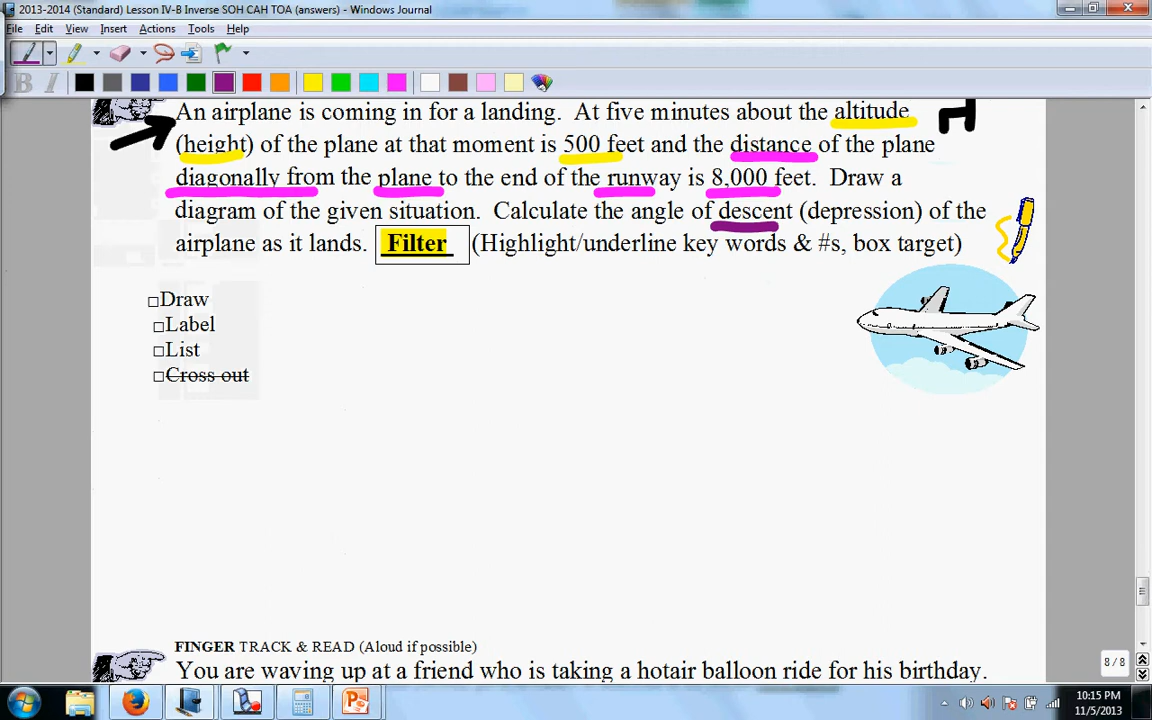 2013-2014 (Standard) Lesson IV-B Inverse SOH CAH TOA (answers) - Windows Journal
File Edit View Insert Actions Tools Help
B I
An airplane is coming in for a landing. At five minutes about the altitude
(height) of the plane at that moment is 500 feet and the distance of the plane
diagonally from the plane to the end of the runway is 8,000 feet. Draw a
diagram of the given situation. Calculate the angle of descent (depression) of the
airplane as it lands. Filter (Highlight/underline key words & #s, box target)
□Draw
□Label
□List
□Cross out
FINGER TRACK & READ (Aloud if possible)
You are waving up at a friend who is taking a hotair balloon ride for his birthday.
8 / 8
10:15 PM
11/5/2013